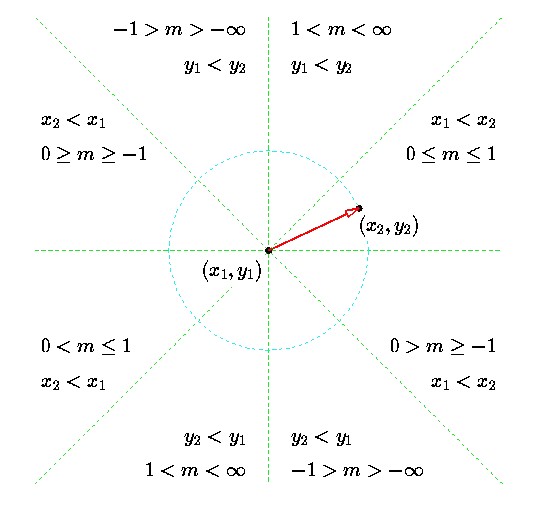 −1 > m > −∞
1 < m < ∞
y₁ < y₂
y₁ < y₂
x₂ < x₁
x₁ < x₂
0 ≥ m ≥ −1
0 ≤ m ≤ 1
(x₂, y₂)
(x₁, y₁)
0 < m ≤ 1
0 > m ≥ −1
x₂ < x₁
x₁ < x₂
y₂ < y₁
y₂ < y₁
1 < m < ∞
−1 > m > −∞